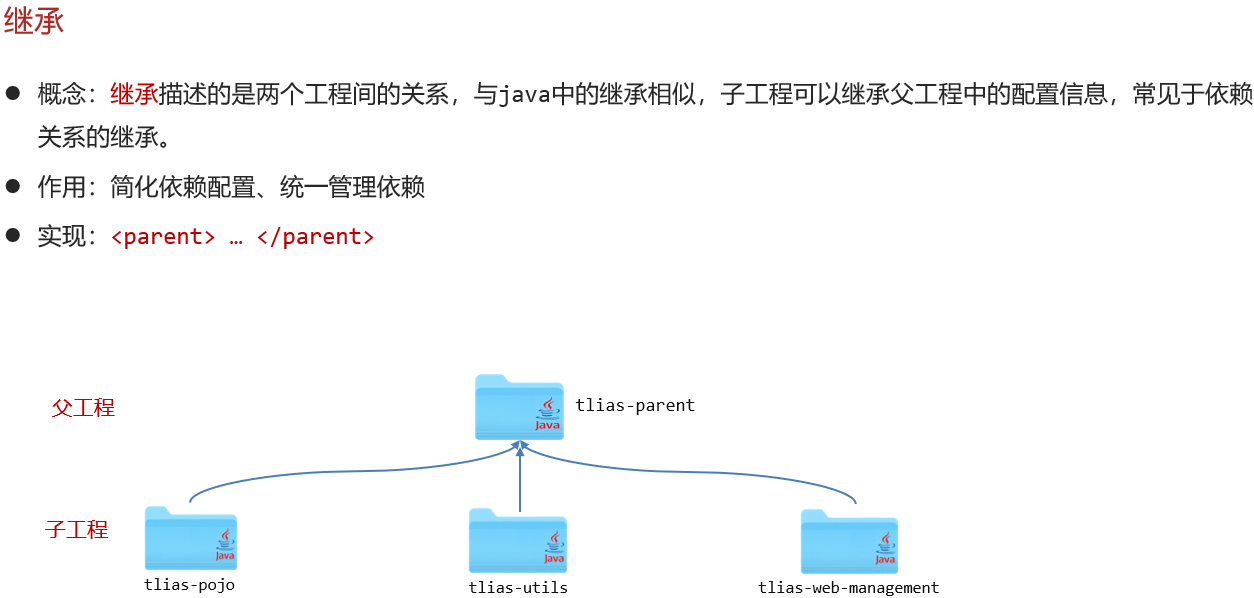 继承
概念：继承描述的是两个工程间的关系，与java中的继承相似，子工程可以继承父工程中的配置信息，常见于依赖
关系的继承。
作用：简化依赖配置、统一管理依赖
实现：<parent> … </parent>
父工程
Java
tlias-parent
子工程
Java
Java
Java
tlias-pojo
tlias-utils
tlias-web-management